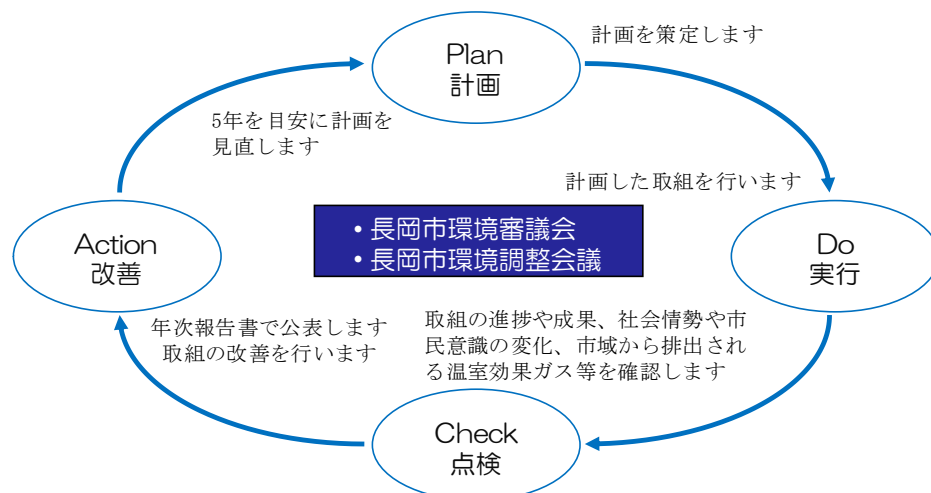 Plan
計画
計画を策定します
5年を目安に計画を
見直します
計画した取組を行います
・長岡市環境審議会
・長岡市環境調整会議
Action
改善
Do
実行
年次報告書で公表します
取組の改善を行います
取組の進捗や成果、社会情勢や市
民意識の変化、市域から排出され
る温室効果ガス等を確認します
Check
点検